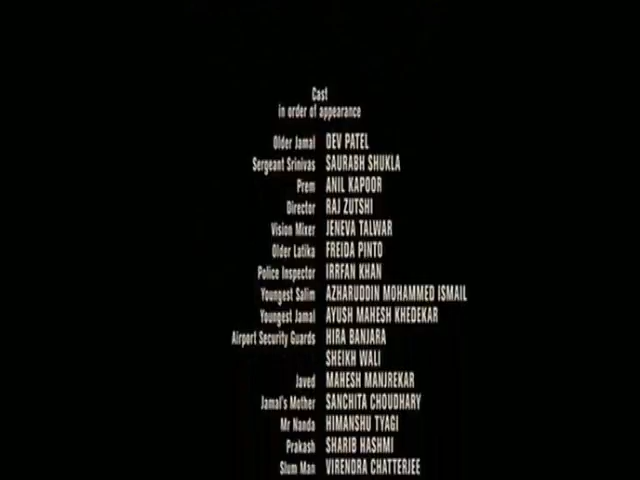 Cast
in order of appearance
Older Jamal DEV PATEL
Sergeant Srinivas SAURABH SHUKLA
Prem ANIL KAPOOR
Director RAJ ZUTSHI
Vision Mixer JENEVA TALWAR
Older Latika FREIDA PINTO
Police Inspector IRRFAN KHAN
Youngest Salim AZHARUDDIN MOHAMMED ISMAIL
Youngest Jamal AYUSH MAHESH KHEDEKAR
Airport Security Guards HIRA BANJARA
SHEIKH WALI
Javed MAHESH MANJREKAR
Jamal's Mother SANCHITA CHOUDHARY
Mr Nanda HIMANSHU TYAGI
Prakash SHARIB HASHMI
Slum Man VIRENDRA CHATTERJEE